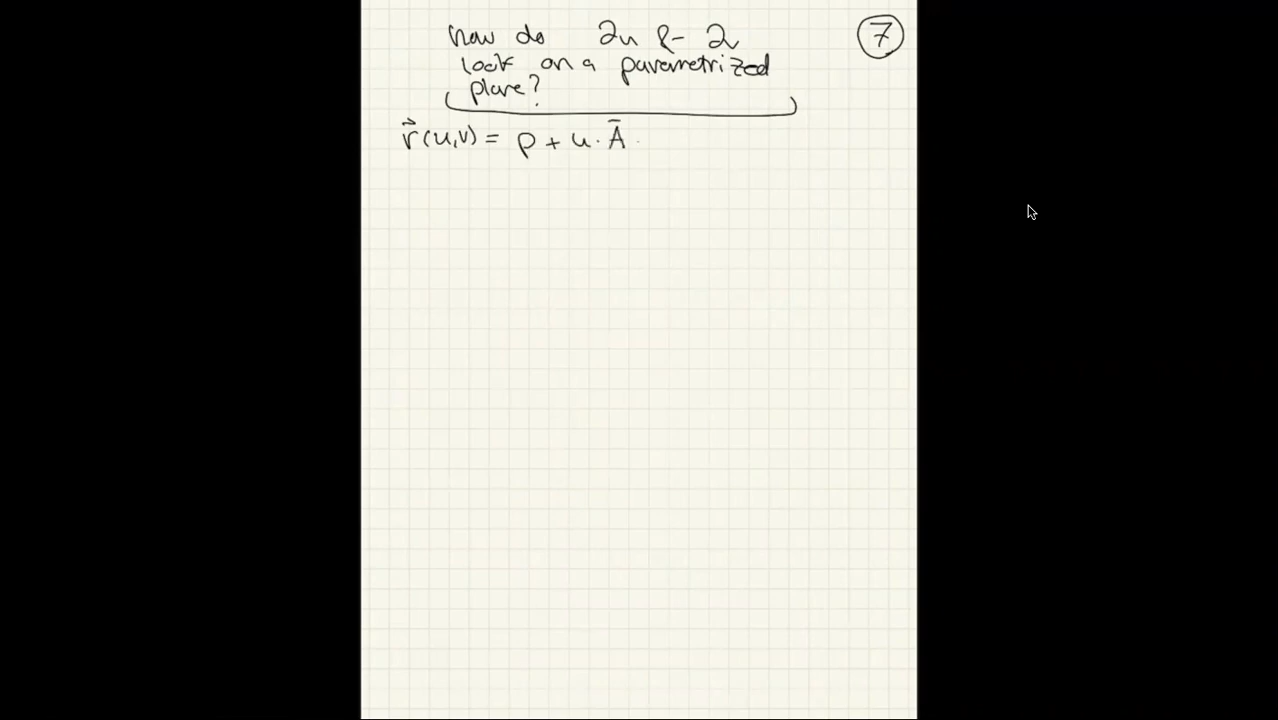 how do ∂u & ∂
look on a parametrized
plane?
⑦
r⃗(u,v) = p + u · Ā